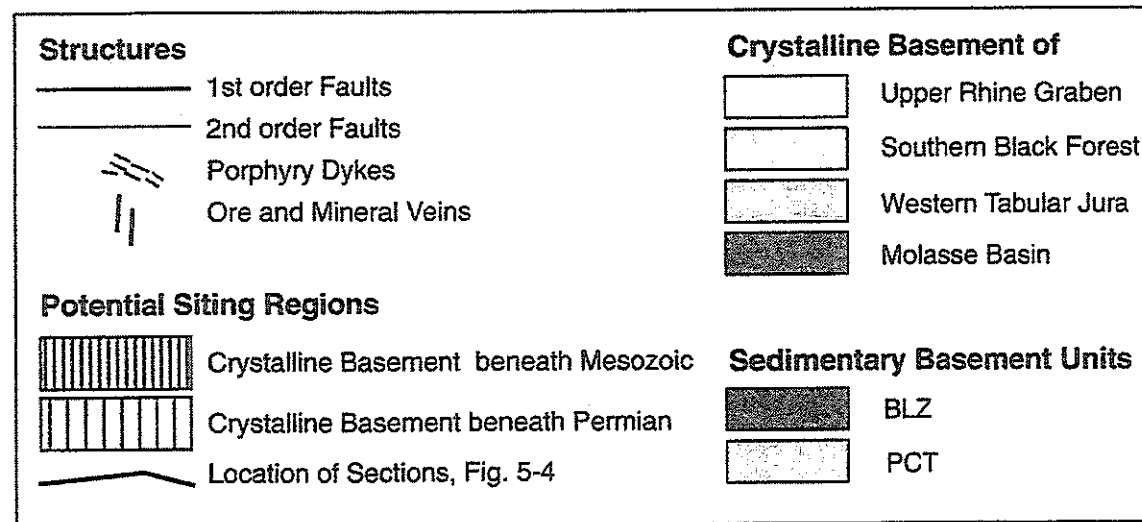 Structures
1st order Faults
2nd order Faults
Porphyry Dykes
Ore and Mineral Veins
Potential Siting Regions
Crystalline Basement beneath Mesozoic
Crystalline Basement beneath Permian
Location of Sections, Fig. 5-4
Crystalline Basement of
Upper Rhine Graben
Southern Black Forest
Western Tabular Jura
Molasse Basin
Sedimentary Basement Units
BLZ
PCT